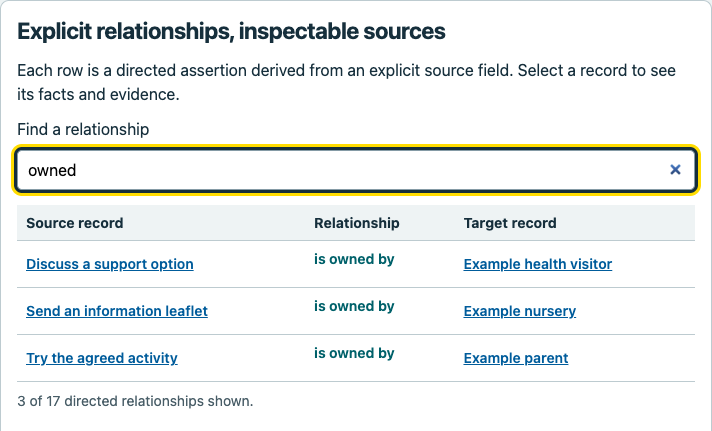 Explicit relationships, inspectable sources
Each row is a directed assertion derived from an explicit source field. Select a record to see
its facts and evidence.
Find a relationship
owned
Source record Relationship Target record
Discuss a support option is owned by Example health visitor
Send an information leaflet is owned by Example nursery
Try the agreed activity is owned by Example parent
3 of 17 directed relationships shown.